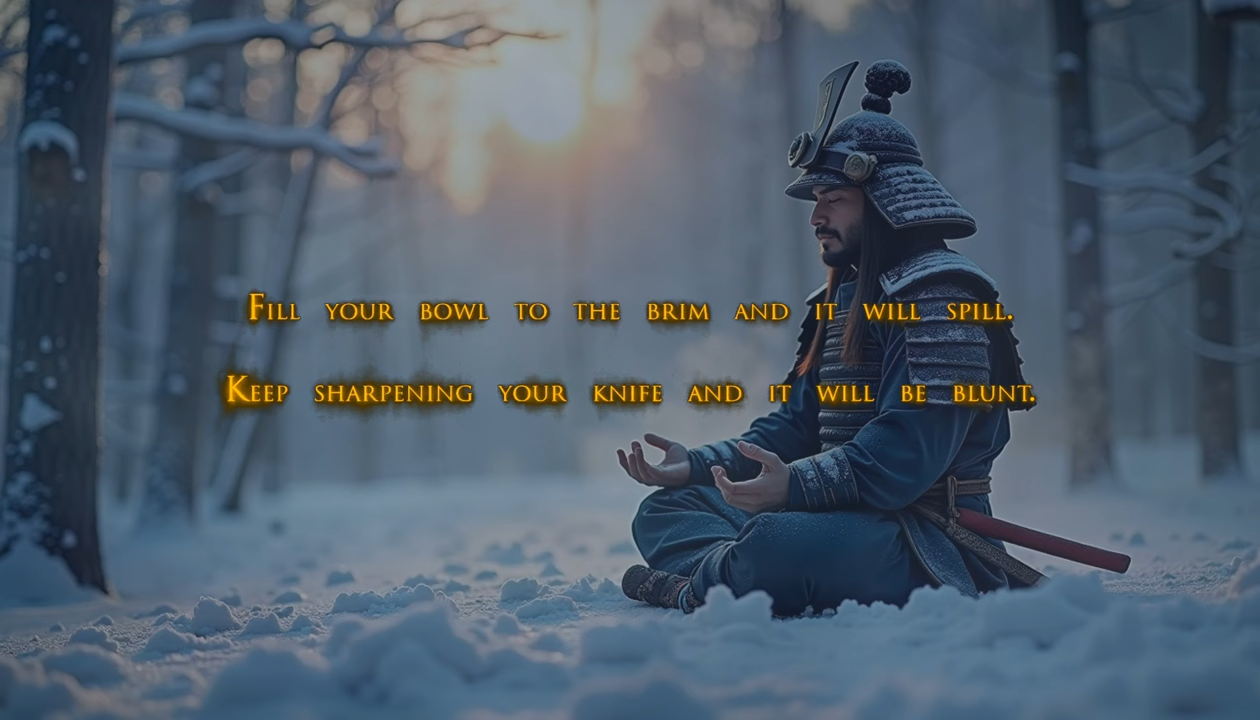 Fill your bowl to the brim and it will spill.
Keep sharpening your knife and it will be blunt.